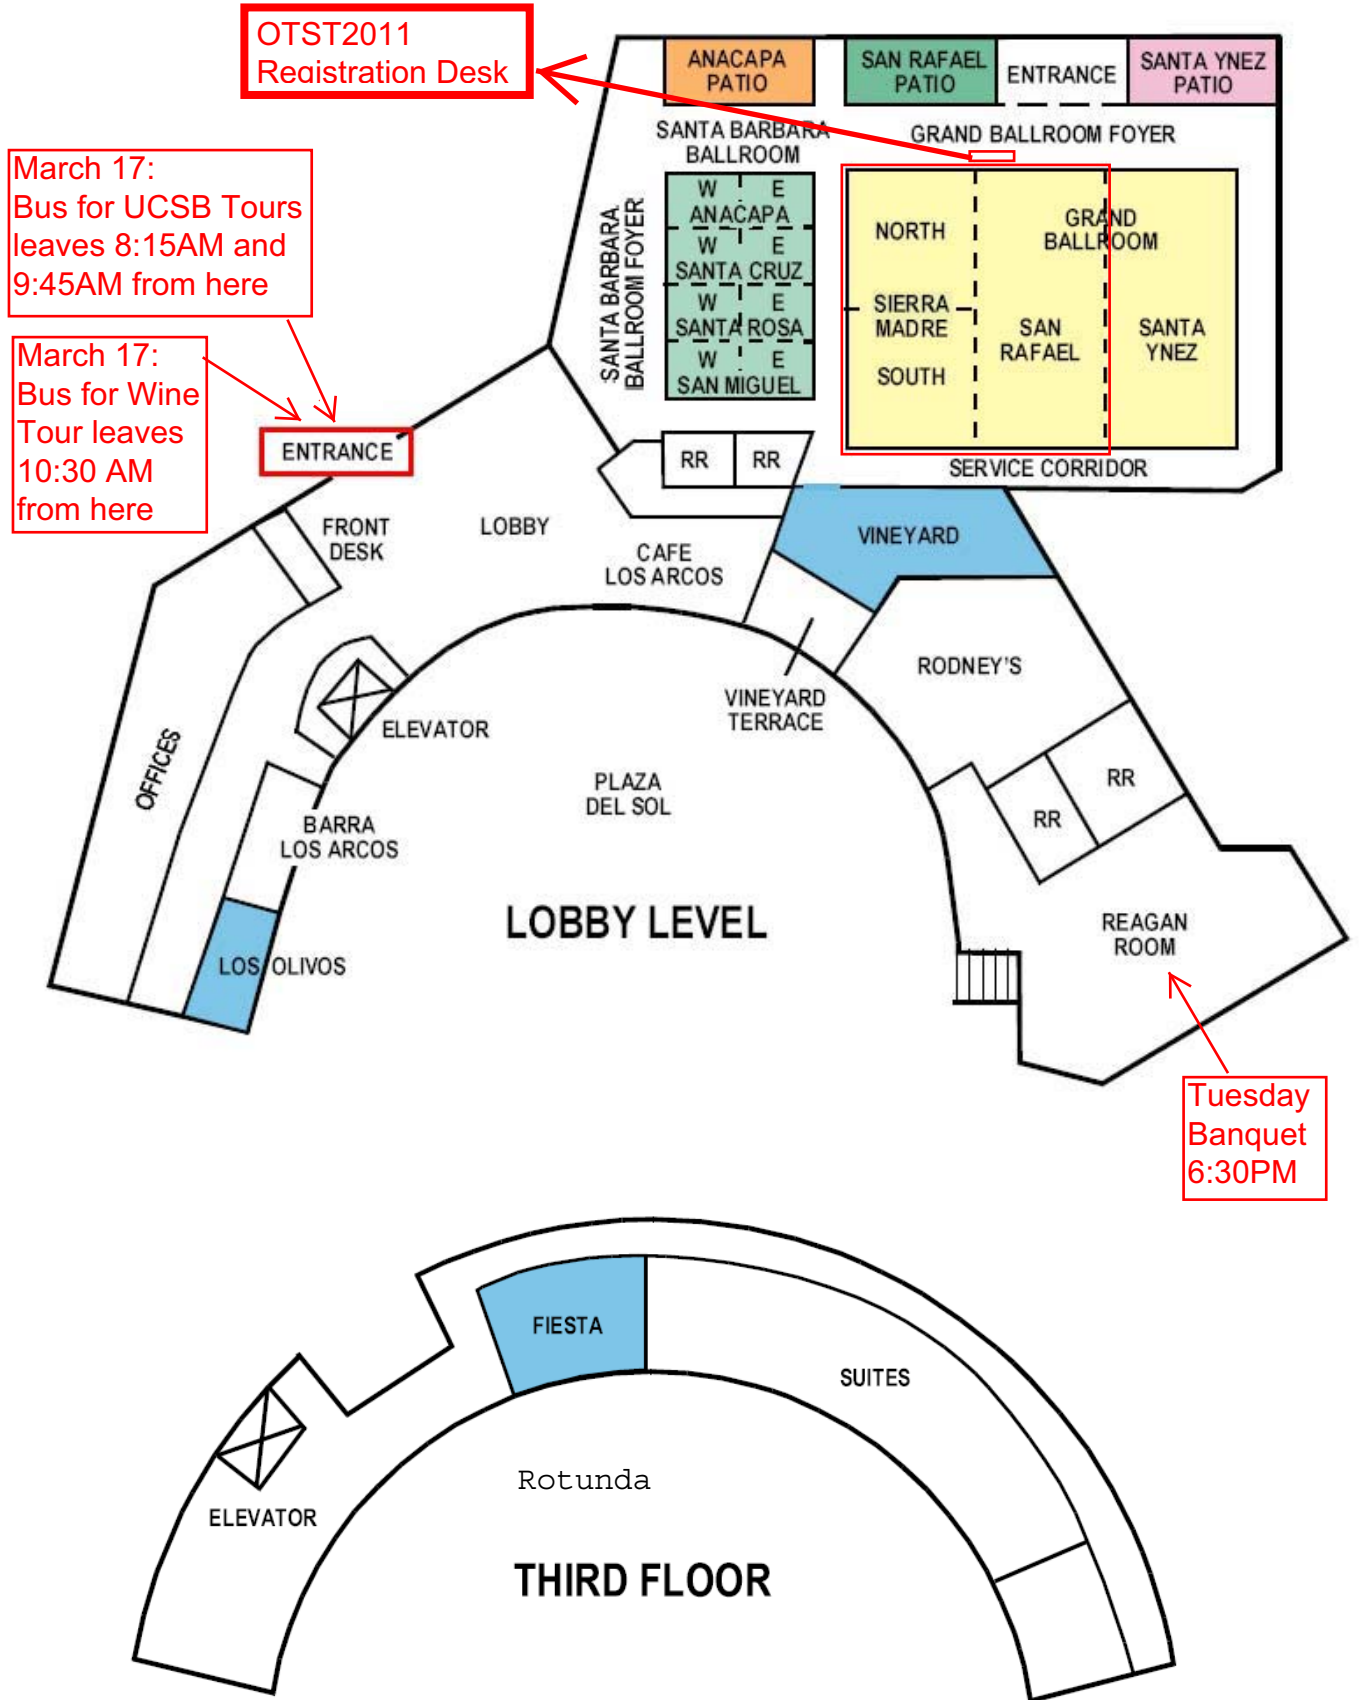 OTST2011
Registration Desk
ANACAPA
PATIO
SAN RAFAEL
PATIO
ENTRANCE
SANTA YNEZ
PATIO
SANTA BARBARA
BALLROOM
GRAND BALLROOM FOYER
March 17:
Bus for UCSB Tours
leaves 8:15AM and
9:45AM from here
SANTA BARBARA
BALLROOM FOYER
W E
ANACAPA
W E
SANTA CRUZ
W E
SANTA ROSA
W E
SAN MIGUEL
NORTH
SIERRA
MADRE
SOUTH
GRAND
BALLROOM
SAN
RAFAEL
SANTA
YNEZ
March 17:
Bus for Wine
Tour leaves
10:30 AM
from here
ENTRANCE
RR
RR
SERVICE CORRIDOR
FRONT
DESK
LOBBY
CAFE
LOS ARCOS
VINEYARD
RODNEY'S
VINEYARD
TERRACE
ELEVATOR
OFFICES
PLAZA
DEL SOL
RR
RR
BARRA
LOS ARCOS
LOBBY LEVEL
REAGAN
ROOM
LOS OLIVOS
Tuesday
Banquet
6:30PM
FIESTA
SUITES
Rotunda
ELEVATOR
THIRD FLOOR